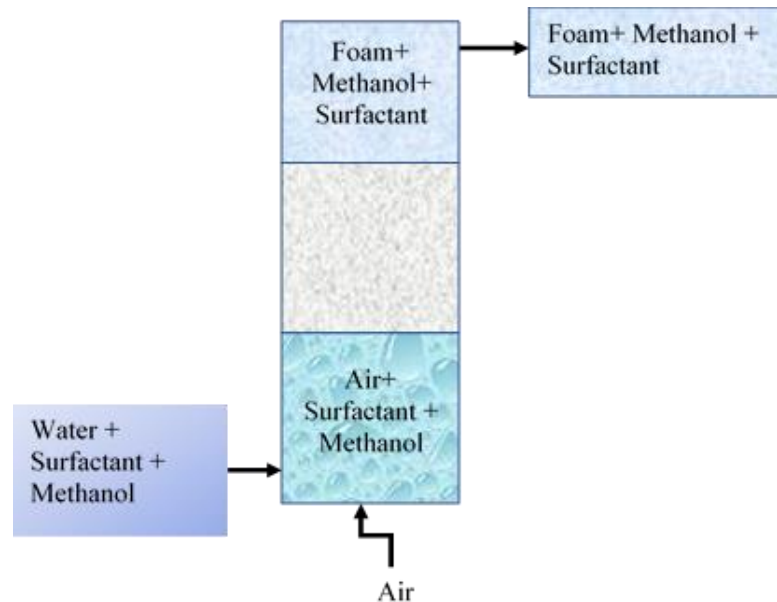 Foam+
Methanol+
Surfactant
Foam+ Methanol +
Surfactant
Air+
Surfactant +
Methanol
Water +
Surfactant +
Methanol
Air